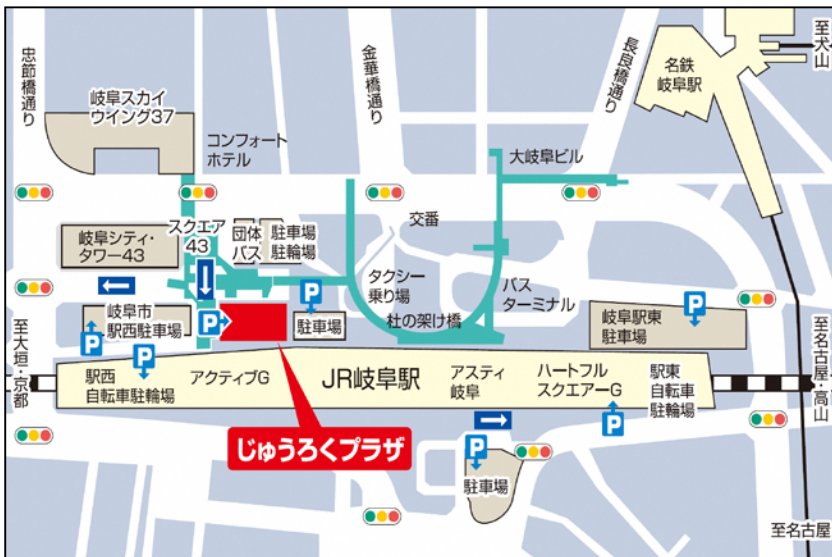 忠節橋通り
金華橋通り
長良橋通り
至犬山
名鉄
岐阜駅
岐阜スカイ
ウイング37
コンフォート
ホテル
大岐阜ビル
交番
スクエア
43
団体
バス
駐車場
駐輪場
岐阜シティ・
タワー43
タクシー
乗り場
バス
ターミナル
杜の架け橋
岐阜市
駅西駐車場
P
P
P
駐車場
P
岐阜駅東
駐車場
至大垣・京都
至名古屋・高山
P
駅西
自転車駐輪場
アクティブG
JR岐阜駅
アスティ
岐阜
ハートフル
スクエアーG
駅東
自転車
駐輪場
P
じゅうろくプラザ
P
駐車場
至名古屋